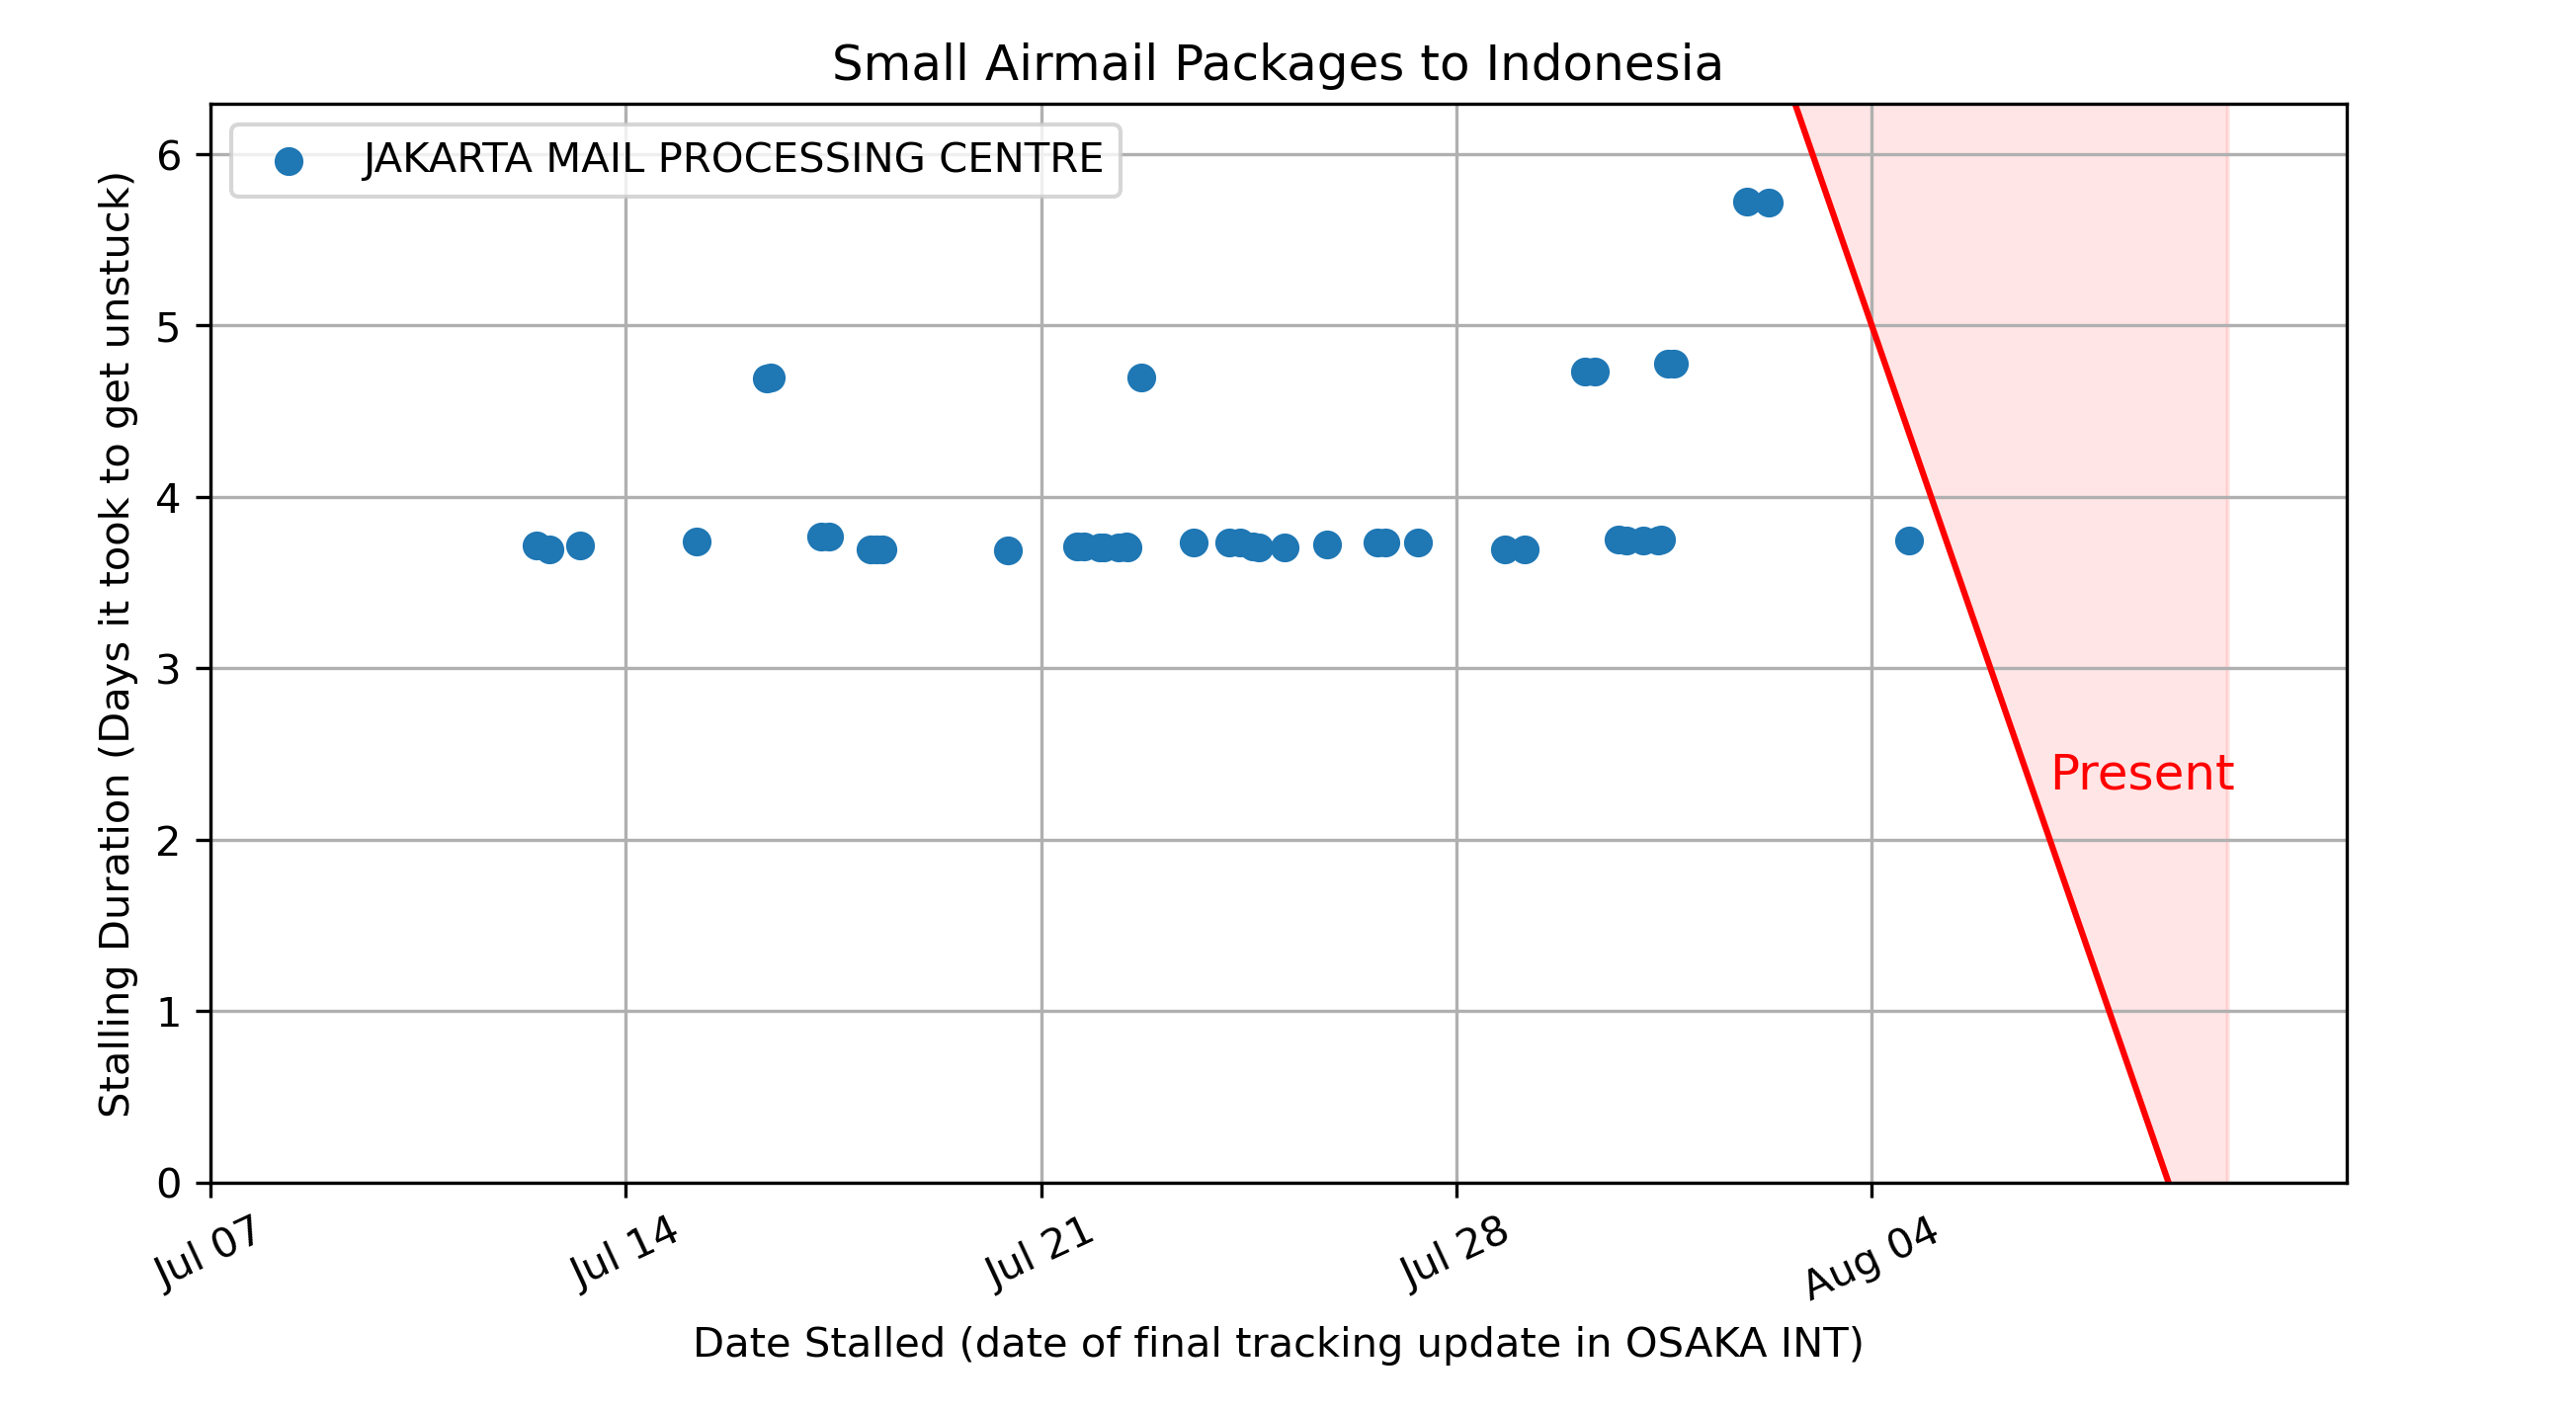 Small Airmail Packages to Indonesia
JAKARTA MAIL PROCESSING CENTRE
Stalling Duration (Days it took to get unstuck)
6
5
4
3
2
1
0
Present
Jul 07
Jul 14
Jul 21
Jul 28
Aug 04
Date Stalled (date of final tracking update in OSAKA INT)